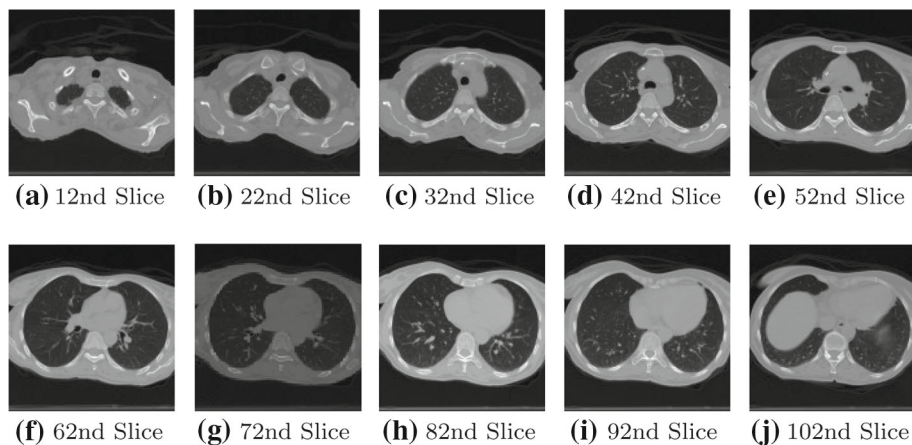 (a) 12nd Slice (b) 22nd Slice (c) 32nd Slice (d) 42nd Slice (e) 52nd Slice
(f) 62nd Slice (g) 72nd Slice (h) 82nd Slice (i) 92nd Slice (j) 102nd Slice